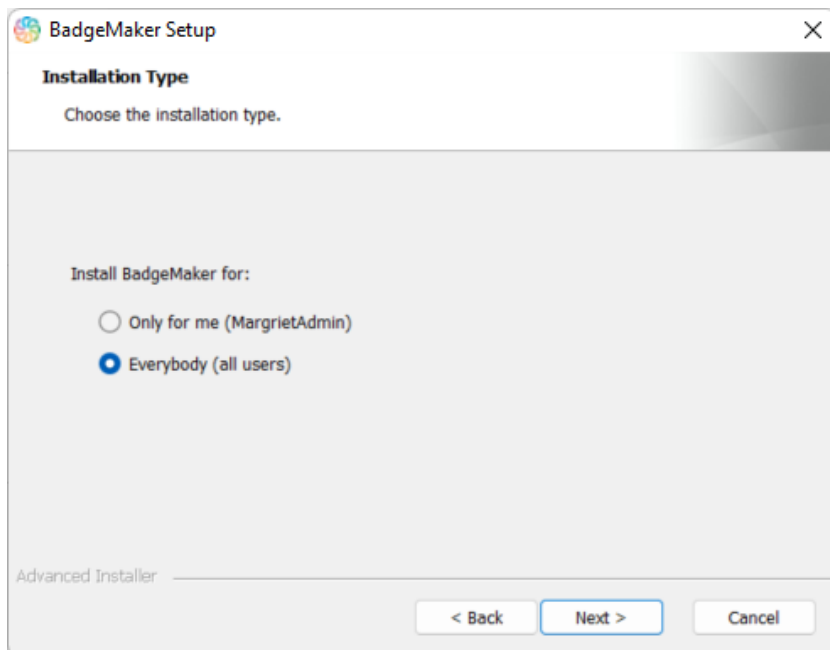 BadgeMaker Setup
Installation Type
Choose the installation type.
Install BadgeMaker for:
Only for me (MargrietAdmin)
Everybody (all users)
Advanced Installer
< Back Next > Cancel